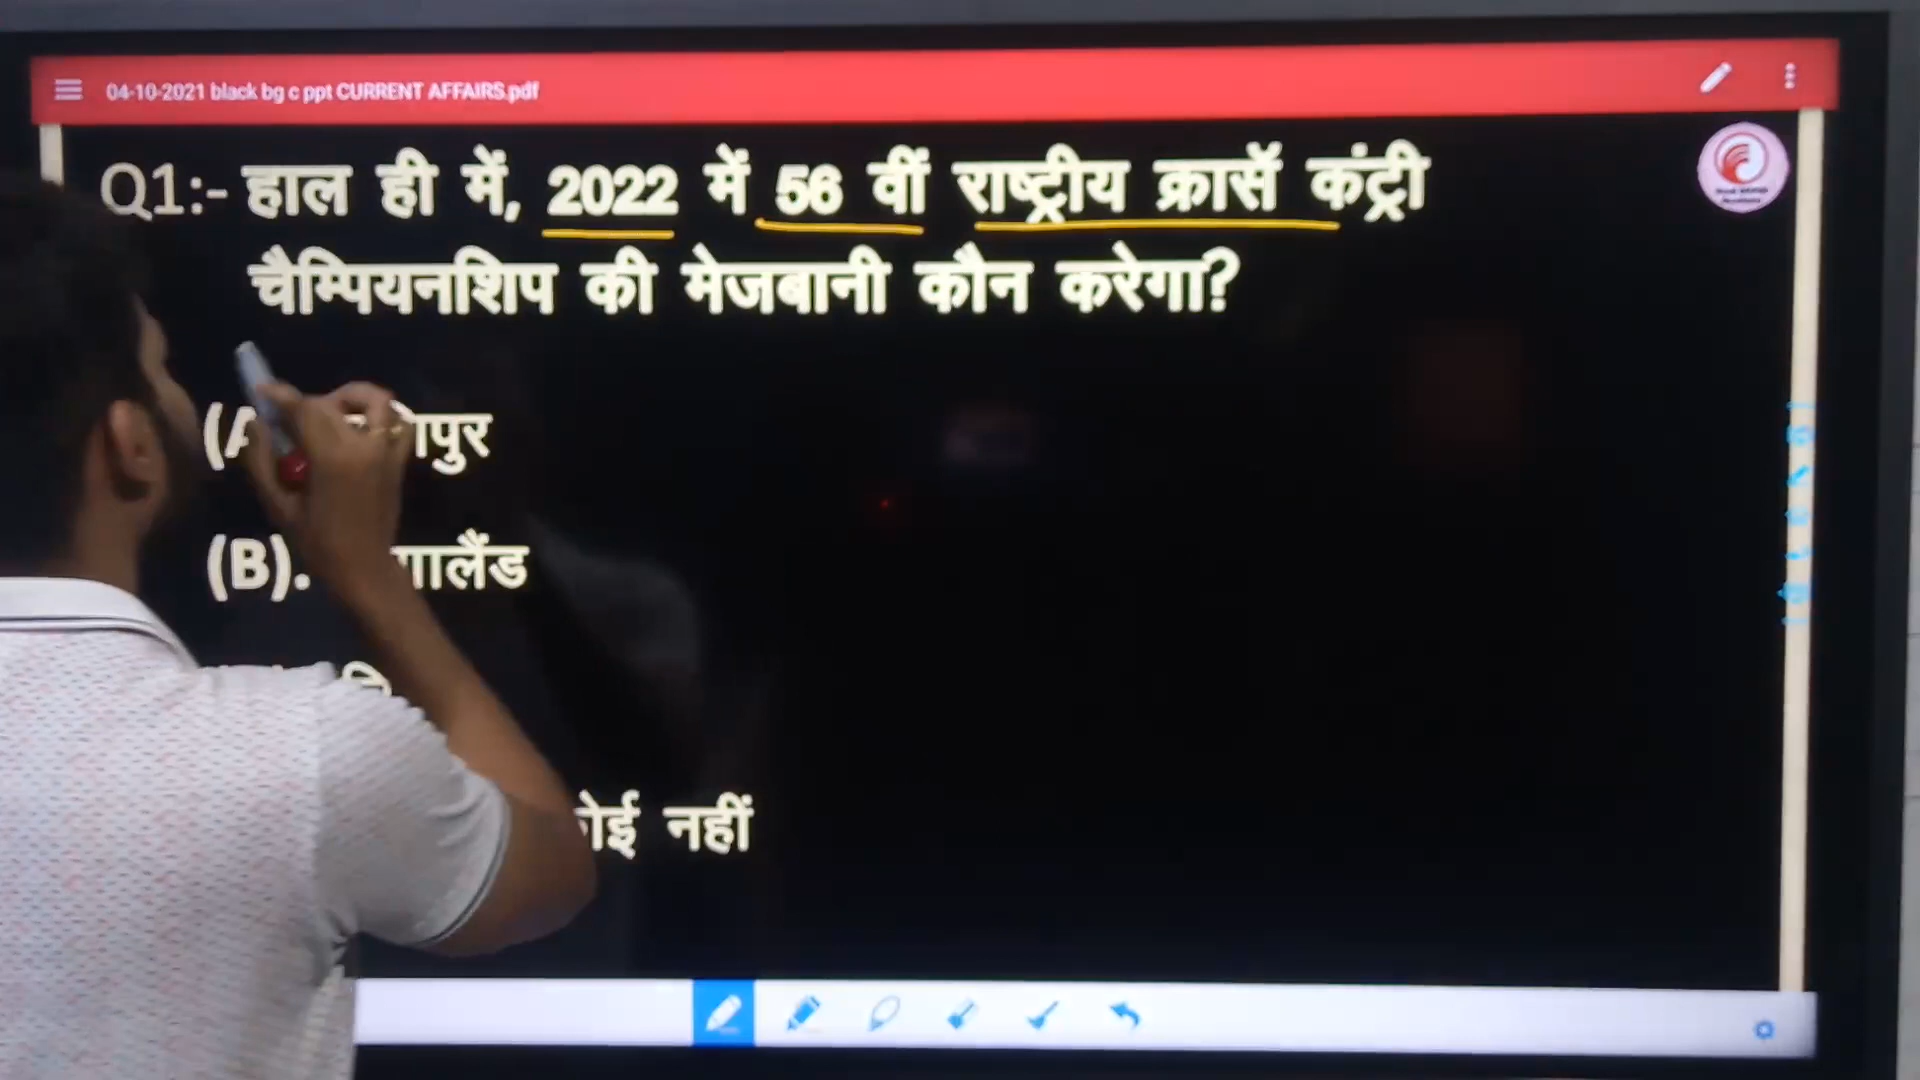 04-10-2021 black bg c ppt CURRENT AFFAIRS.pdf
Q1:- हाल ही में, 2022 में 56 वीं राष्ट्रीय क्रासॅ कंट्री
चैम्पियनशिप की मेजबानी कौन करेगा?
(B).
नहीं